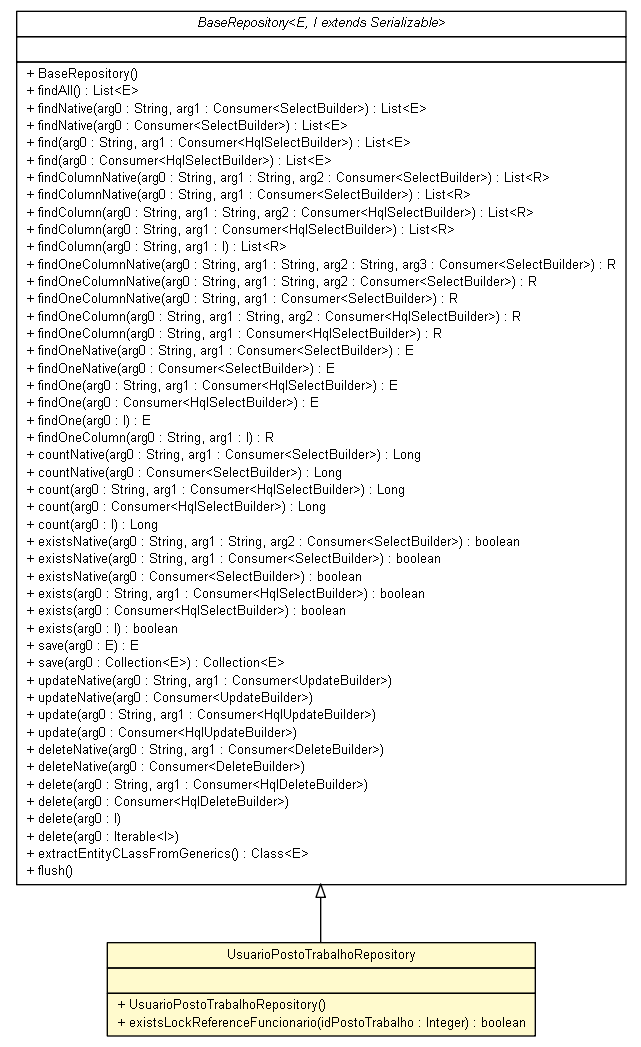 BaseRepository<E, I extends Serializable>
+ BaseRepository()
+ findAll() : List<E>
+ findNative(arg0 : String, arg1 : Consumer<SelectBuilder>) : List<E>
+ findNative(arg0 : Consumer<SelectBuilder>) : List<E>
+ find(arg0 : String, arg1 : Consumer<HqlSelectBuilder>) : List<E>
+ find(arg0 : Consumer<HqlSelectBuilder>) : List<E>
+ findColumnNative(arg0 : String, arg1 : String, arg2 : Consumer<SelectBuilder>) : List<R>
+ findColumnNative(arg0 : String, arg1 : Consumer<SelectBuilder>) : List<R>
+ findColumn(arg0 : String, arg1 : String, arg2 : Consumer<HqlSelectBuilder>) : List<R>
+ findColumn(arg0 : String, arg1 : Consumer<HqlSelectBuilder>) : List<R>
+ findColumn(arg0 : String, arg1 : I) : List<R>
+ findOneColumnNative(arg0 : String, arg1 : String, arg2 : String, arg3 : Consumer<SelectBuilder>) : R
+ findOneColumnNative(arg0 : String, arg1 : String, arg2 : Consumer<SelectBuilder>) : R
+ findOneColumnNative(arg0 : String, arg1 : Consumer<SelectBuilder>) : R
+ findOneColumn(arg0 : String, arg1 : String, arg2 : Consumer<HqlSelectBuilder>) : R
+ findOneColumn(arg0 : String, arg1 : Consumer<HqlSelectBuilder>) : R
+ findOneNative(arg0 : String, arg1 : Consumer<SelectBuilder>) : E
+ findOneNative(arg0 : Consumer<SelectBuilder>) : E
+ findOne(arg0 : String, arg1 : Consumer<HqlSelectBuilder>) : E
+ findOne(arg0 : Consumer<HqlSelectBuilder>) : E
+ findOne(arg0 : I) : E
+ findOneColumn(arg0 : String, arg1 : I) : R
+ countNative(arg0 : String, arg1 : Consumer<SelectBuilder>) : Long
+ countNative(arg0 : Consumer<SelectBuilder>) : Long
+ count(arg0 : String, arg1 : Consumer<HqlSelectBuilder>) : Long
+ count(arg0 : Consumer<HqlSelectBuilder>) : Long
+ count(arg0 : I) : Long
+ existsNative(arg0 : String, arg1 : String, arg2 : Consumer<SelectBuilder>) : boolean
+ existsNative(arg0 : String, arg1 : Consumer<SelectBuilder>) : boolean
+ existsNative(arg0 : Consumer<SelectBuilder>) : boolean
+ exists(arg0 : String, arg1 : Consumer<HqlSelectBuilder>) : boolean
+ exists(arg0 : Consumer<HqlSelectBuilder>) : boolean
+ exists(arg0 : I) : boolean
+ save(arg0 : E) : E
+ save(arg0 : Collection<E>) : Collection<E>
+ updateNative(arg0 : String, arg1 : Consumer<UpdateBuilder>)
+ updateNative(arg0 : Consumer<UpdateBuilder>)
+ update(arg0 : String, arg1 : Consumer<HqlUpdateBuilder>)
+ update(arg0 : Consumer<HqlUpdateBuilder>)
+ deleteNative(arg0 : String, arg1 : Consumer<DeleteBuilder>)
+ deleteNative(arg0 : Consumer<DeleteBuilder>)
+ delete(arg0 : String, arg1 : Consumer<HqlDeleteBuilder>)
+ delete(arg0 : Consumer<HqlDeleteBuilder>)
+ delete(arg0 : I)
+ delete(arg0 : Iterable<I>)
+ extractEntityCLassFromGenerics() : Class<E>
+ flush()
UsuarioPostoTrabalhoRepository
+ UsuarioPostoTrabalhoRepository()
+ existsLockReferenceFuncionario(idPostoTrabalho : Integer) : boolean